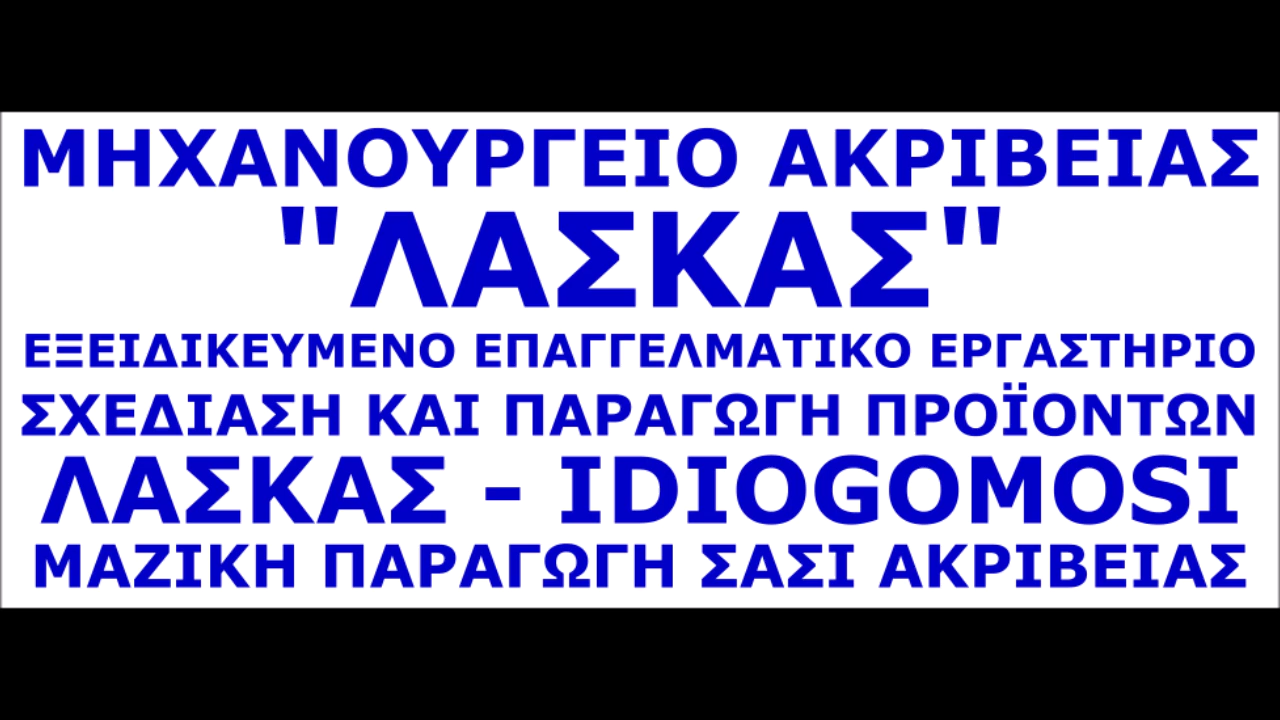 ΜΗΧΑΝΟΥΡΓΕΙΟ ΑΚΡΙΒΕΙΑΣ
"ΛΑΣΚΑΣ"
ΕΞΕΙΔΙΚΕΥΜΕΝΟ ΕΠΑΓΓΕΛΜΑΤΙΚΟ ΕΡΓΑΣΤΗΡΙΟ
ΣΧΕΔΙΑΣΗ ΚΑΙ ΠΑΡΑΓΩΓΗ ΠΡΟΪΟΝΤΩΝ
ΛΑΣΚΑΣ – IDIOGOMOSI
ΜΑΖΙΚΗ ΠΑΡΑΓΩΓΗ ΣΑΣΙ ΑΚΡΙΒΕΙΑΣ